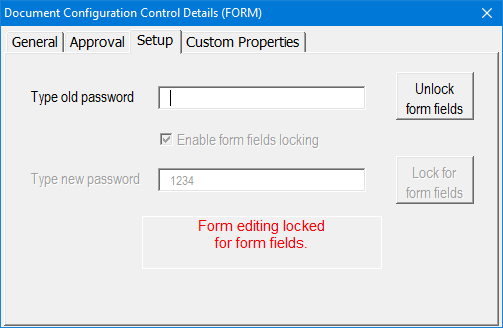 Document Configuration Control Details (FORM)
General Approval Setup Custom Properties
Type old password
Unlock
form fields
Enable form fields locking
Type new password 1234
Lock for
form fields
Form editing locked
for form fields.